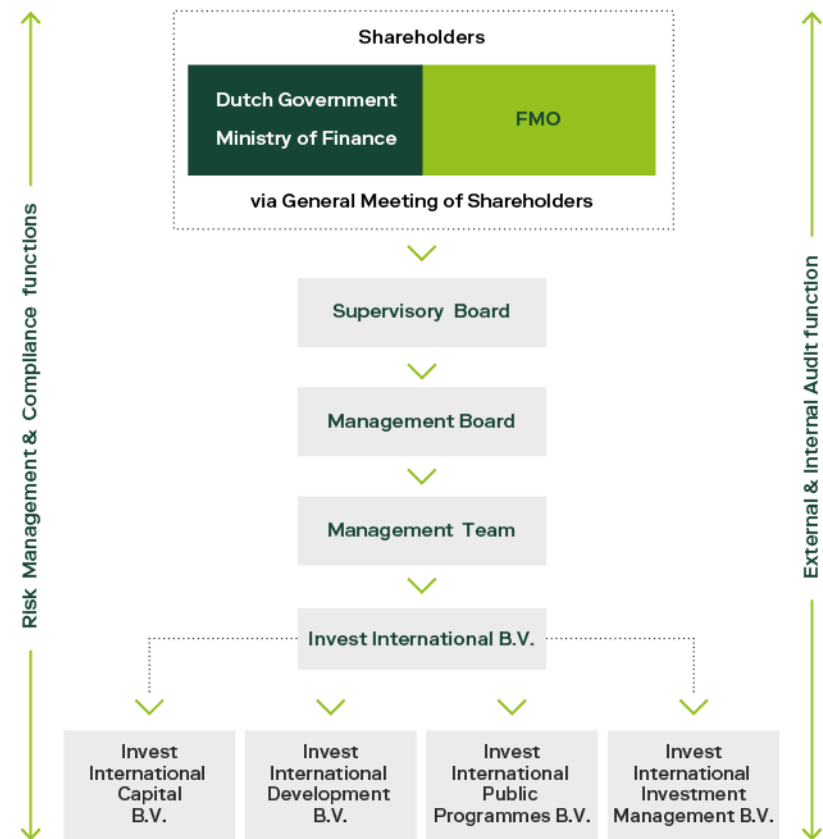 Shareholders
Dutch Government
Ministry of Finance
FMO
via General Meeting of Shareholders
Risk Management & Compliance functions
External & Internal Audit function
Supervisory Board
Management Board
Management Team
Invest International B.V.
Invest
International
Capital
B.V.
Invest
International
Development
B.V.
Invest
International
Public
Programmes B.V.
Invest
International
Investment
Management B.V.